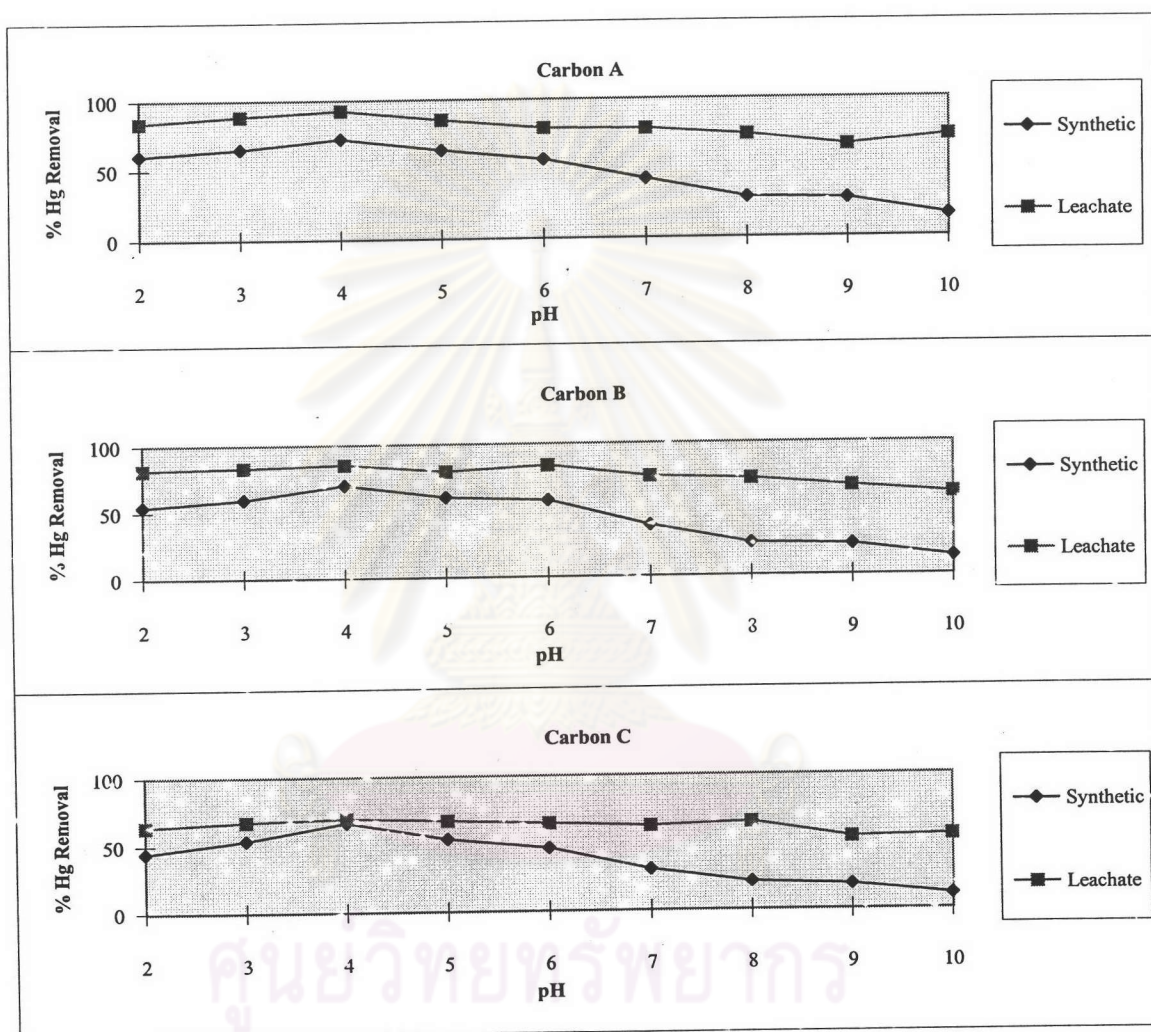 Carbon A
% Hg Removal
100
50
0
2 3 4 5 6 7 8 9 10
pH
Synthetic
Leachate
Carbon B
% Hg Removal
100
50
0
2 3 4 5 6 7 8 9 10
pH
Synthetic
Leachate
Carbon C
% Hg Removal
100
50
0
2 3 4 5 6 7 8 9 10
pH
Synthetic
Leachate
ศูนย์วิทยทรัพยากร